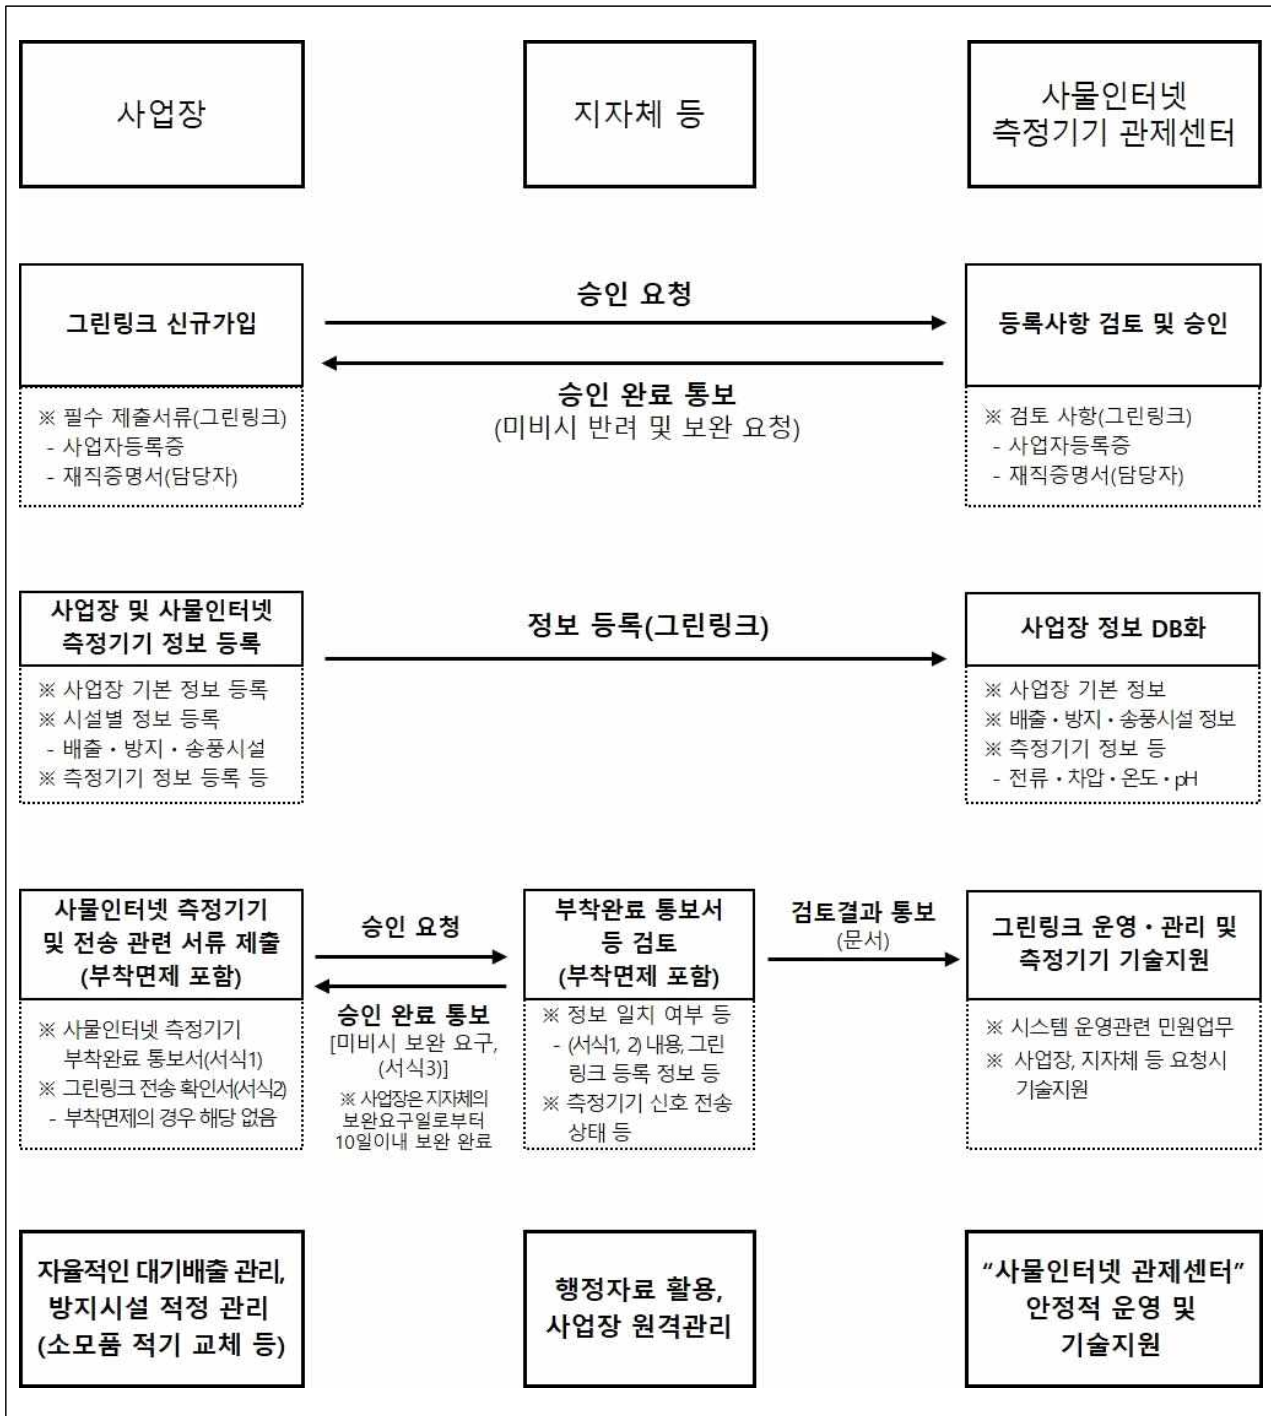 사업장
지자체 등
사물인터넷
측정기기 관제센터
그린링크 신규가입
※ 필수 제출서류(그린링크)
- 사업자등록증
- 재직증명서(담당자)
승인 요청
승인 완료 통보
(미비시 반려 및 보완 요청)
등록사항 검토 및 승인
※ 검토 사항(그린링크)
- 사업자등록증
- 재직증명서(담당자)
사업장 및 사물인터넷
측정기기 정보 등록
※ 사업장 기본 정보 등록
※ 시설별 정보 등록
- 배출・방지・송풍시설
※ 측정기기 정보 등록 등
정보 등록(그린링크)
사업장 정보 DB화
※ 사업장 기본 정보
※ 배출・방지・송풍시설 정보
※ 측정기기 정보 등
- 전류・차압・온도・pH
사물인터넷 측정기기
및 전송 관련 서류 제출
(부착면제 포함)
※ 사물인터넷 측정기기
부착완료 통보서(서식1)
※ 그린링크 전송 확인서(서식2)
- 부착면제의 경우 해당 없음
승인 요청
승인 완료 통보
[미비시 보완 요구,
(서식3)]
※ 사업장은 지자체의
보완요구일로부터
10일이내 보완 완료
부착완료 통보서
등 검토
(부착면제 포함)
※ 정보 일치 여부 등
- (서식1, 2) 내용, 그린
링크 등록 정보 등
※ 측정기기 신호 전송
상태 등
검토결과 통보
(문서)
그린링크 운영・관리 및
측정기기 기술지원
※ 시스템 운영관련 민원업무
※ 사업장, 지자체 등 요청시
기술지원
자율적인 대기배출 관리,
방지시설 적정 관리
(소모품 적기 교체 등)
행정자료 활용,
사업장 원격관리
“사물인터넷 관제센터”
안정적 운영 및
기술지원